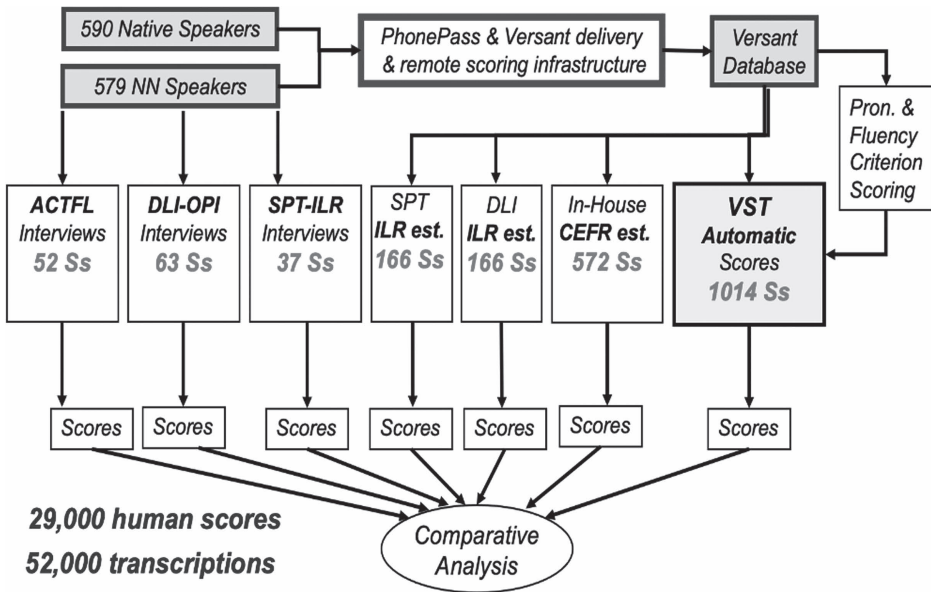 590 Native Speakers
579 NN Speakers
PhonePass & Versant delivery
& remote scoring infrastructure
Versant
Database
Pron. &
Fluency
Criterion
Scoring
ACTFL
Interviews
52 Ss
DLI-OPI
Interviews
63 Ss
SPT-ILR
Interviews
37 Ss
SPT
ILR est.
166 Ss
DLI
ILR est.
166 Ss
In-House
CEFR est.
572 Ss
VST
Automatic
Scores
1014 Ss
Scores
Scores
Scores
Scores
Scores
Scores
Scores
29,000 human scores
52,000 transcriptions
Comparative
Analysis